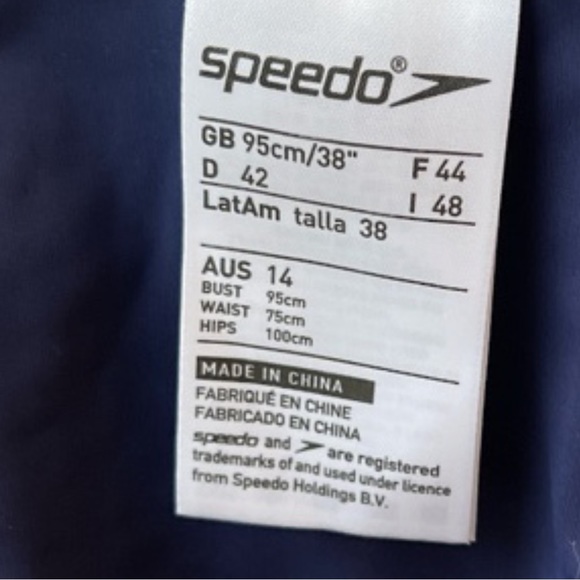 speedo®
GB 95cm/38" F 44
D 42 I 48
LatAm talla 38
AUS 14
BUST 95cm
WAIST 75cm
HIPS 100cm
MADE IN CHINA
FABRIQUÉ EN CHINE
FABRICADO EN CHINA
speedo and are registered
trademarks of and used under licence
from Speedo Holdings B.V.